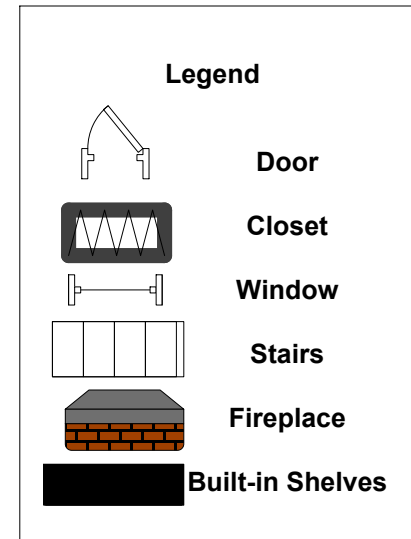 Legend
Door
Closet
Window
Stairs
Fireplace
Built-in Shelves